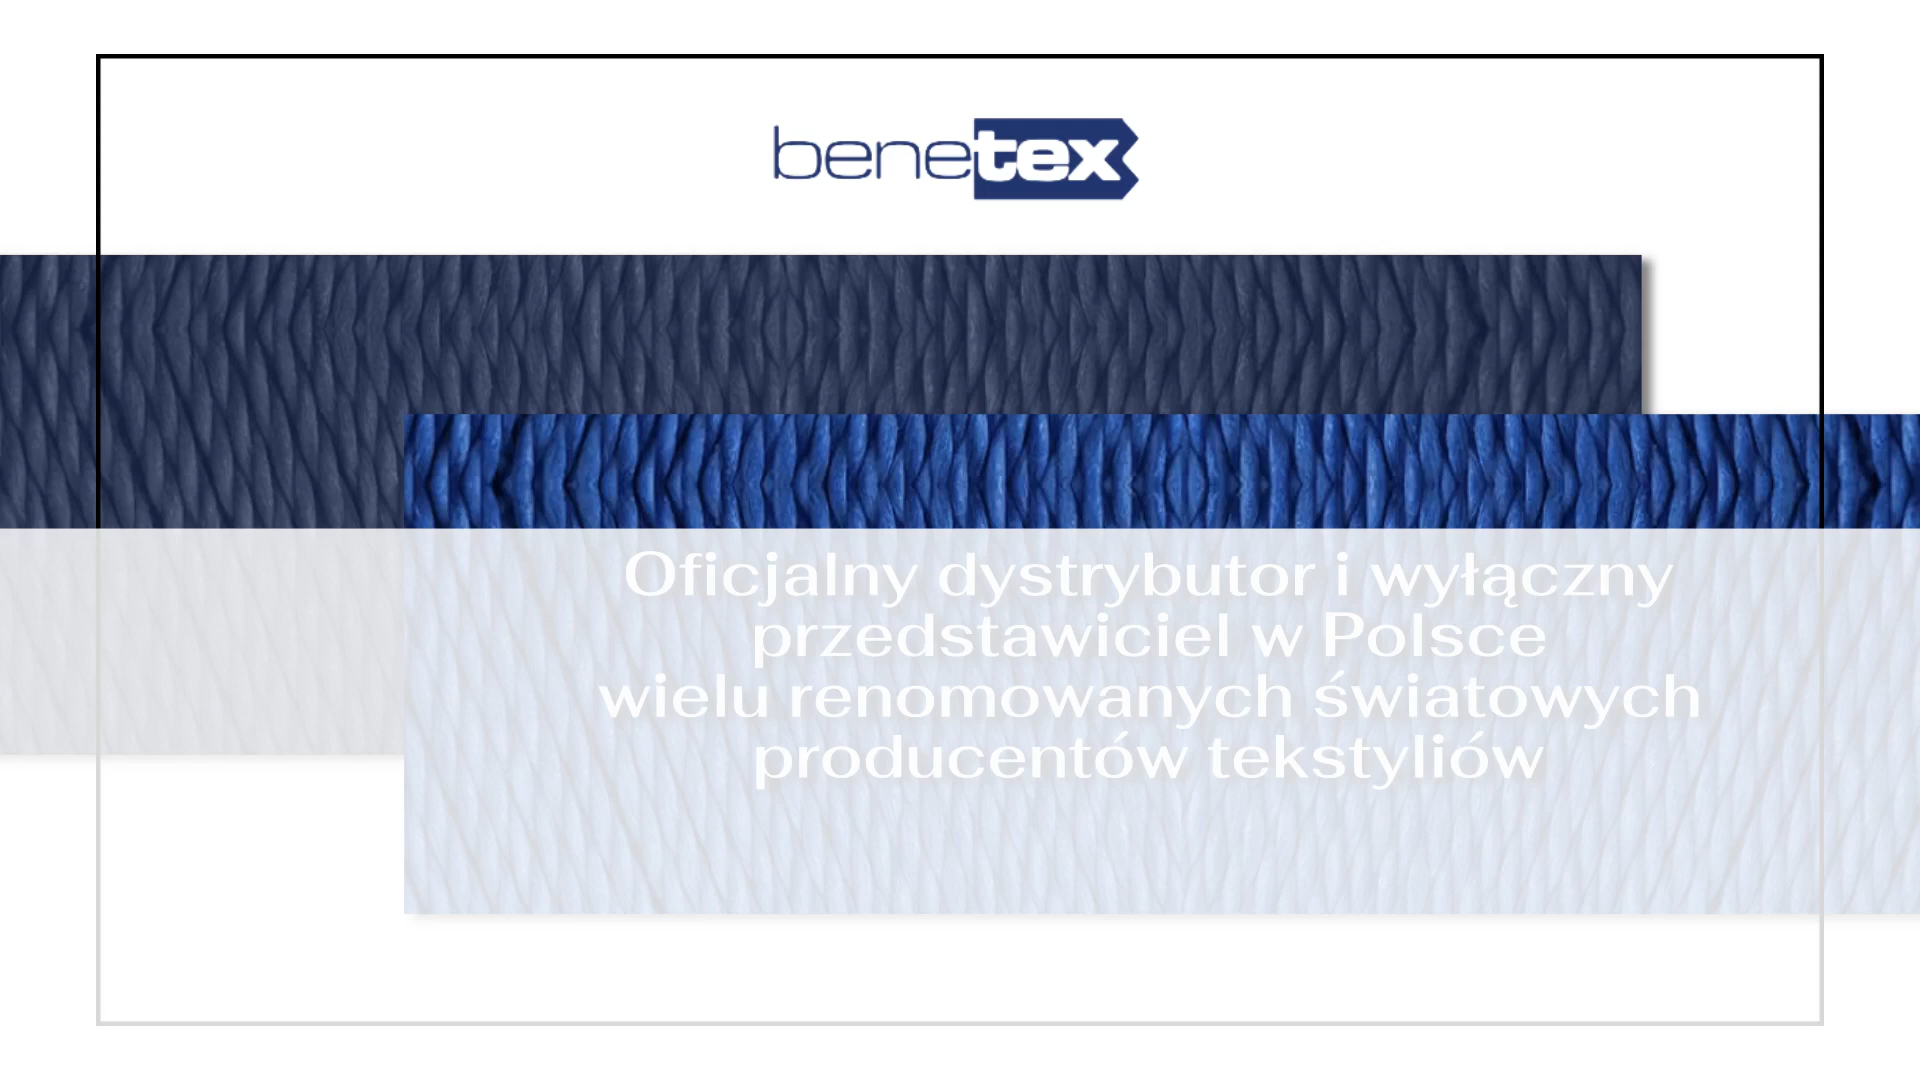 benetex
Oficjalny dystrybutor i wyłączny
przedstawiciel w Polsce
wielu renomowanych światowych
producentów tekstyliów